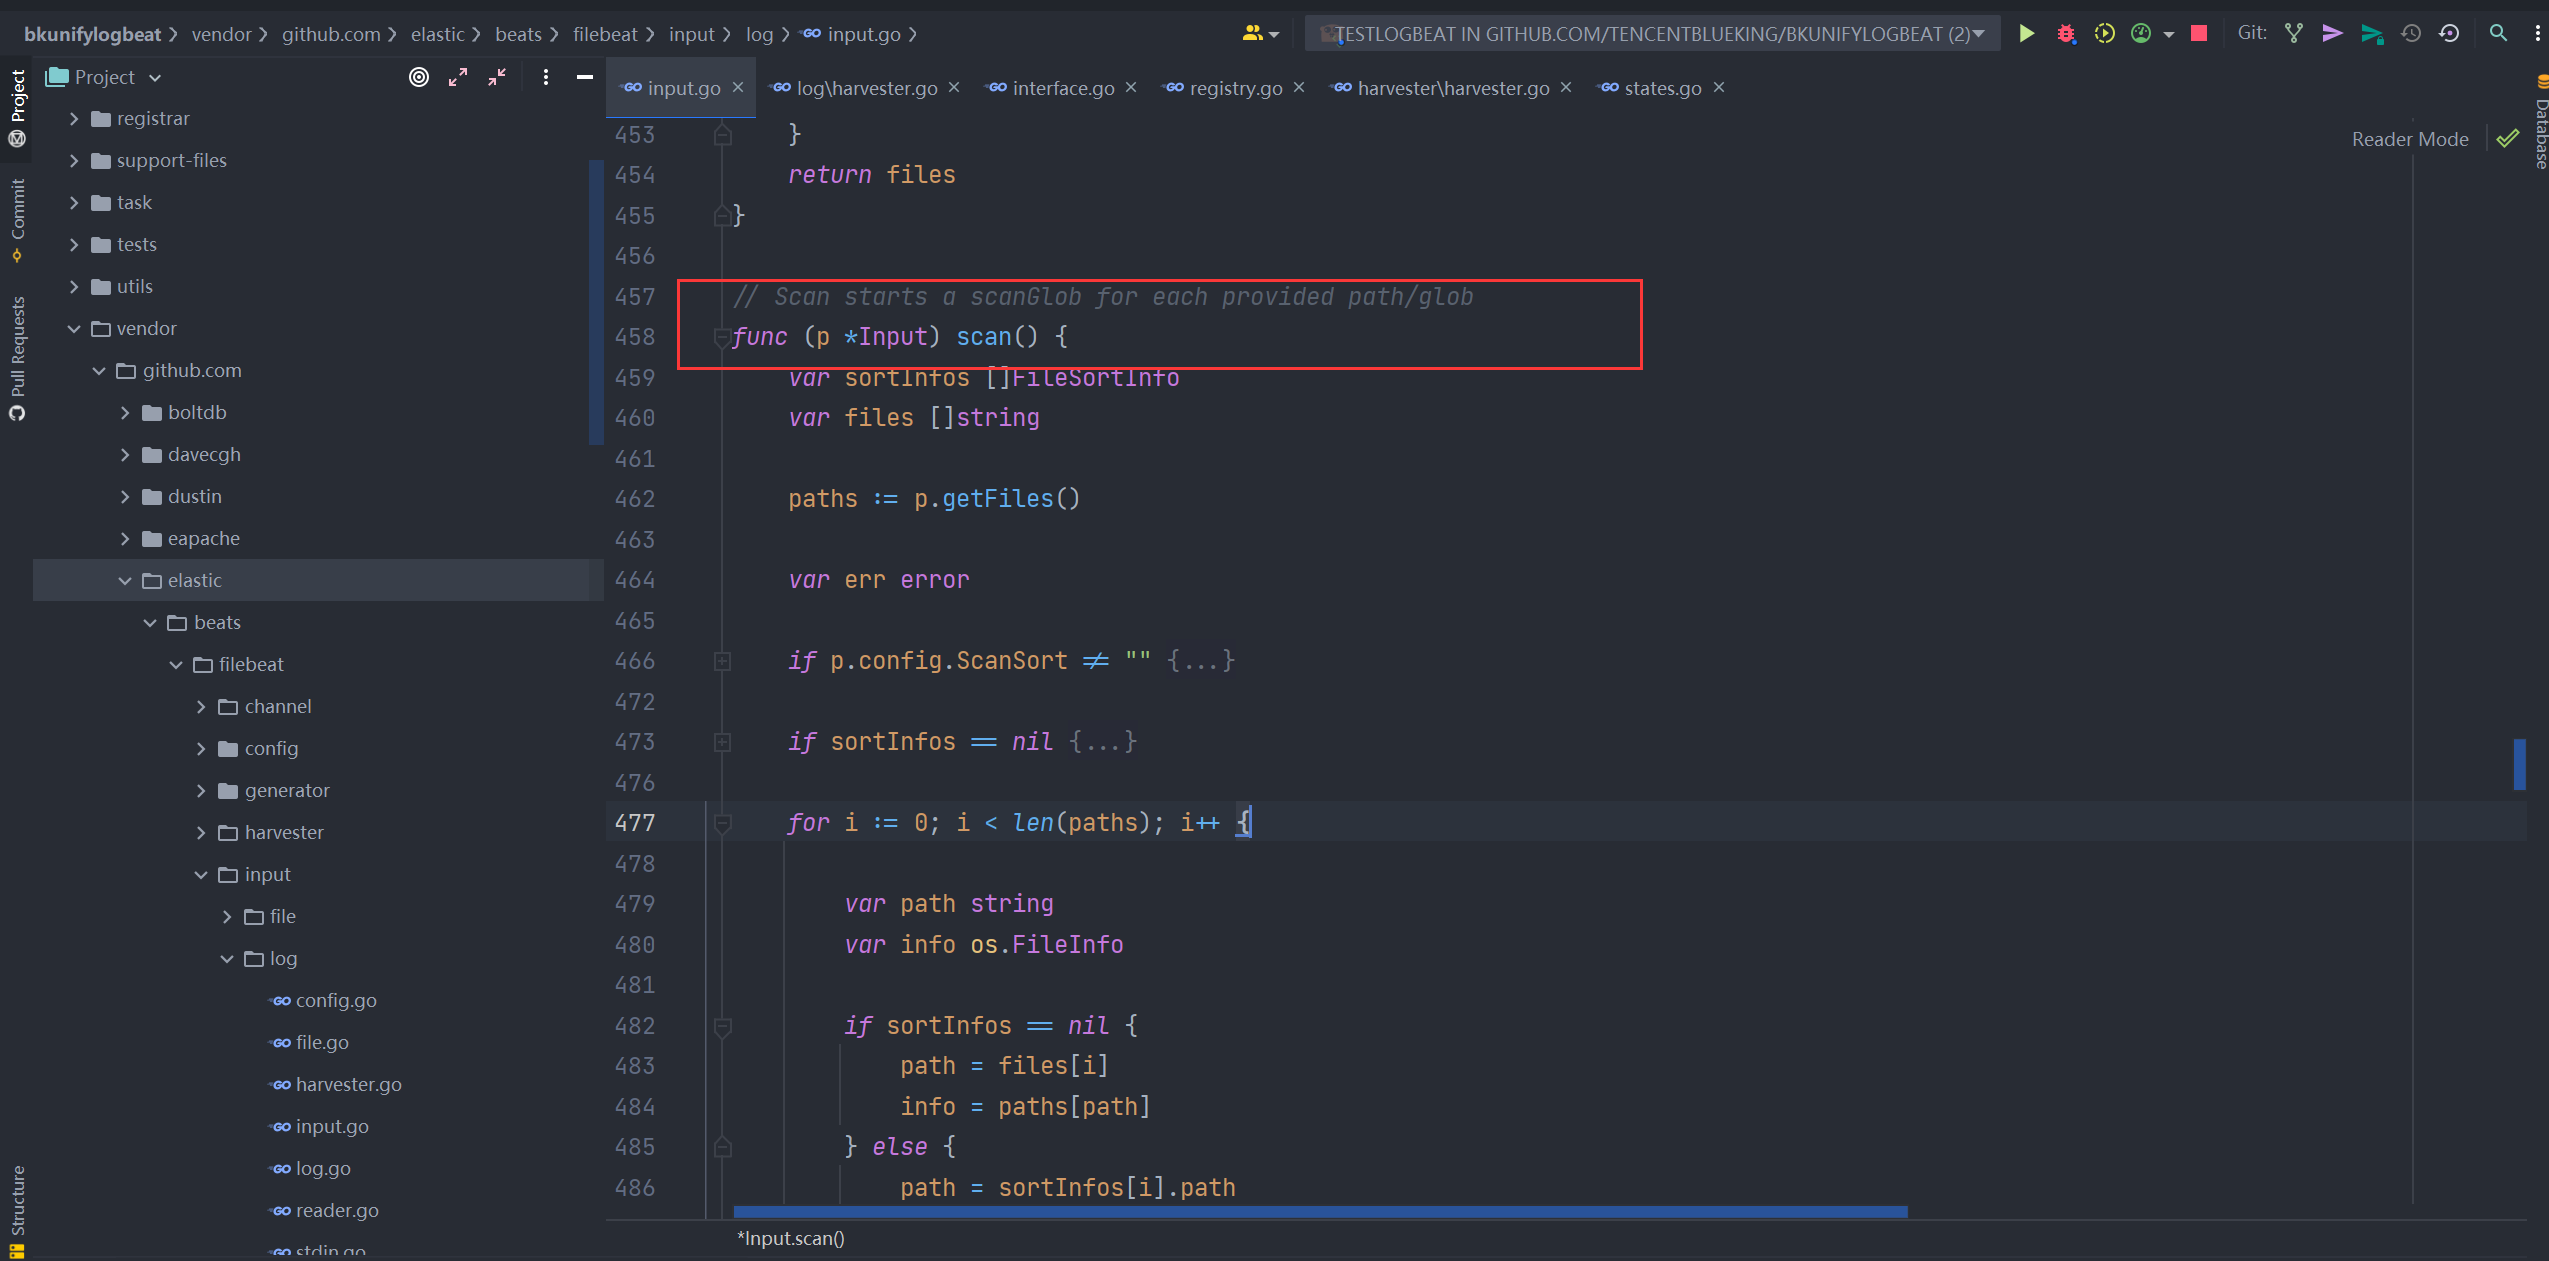 bkunifylogbeat > vendor > github.com > elastic > beats > filebeat > input > log > input.go >
TESTLOGBEAT IN GITHUB.COM/TENCENTBLUEKING/BKUNIFYLOGBEAT (2)
Git:
Project
Commit
Pull Requests
Structure
Database
Project
registrar
support-files
task
tests
utils
vendor
github.com
boltdb
davecgh
dustin
eapache
elastic
beats
filebeat
channel
config
generator
harvester
input
file
log
config.go
file.go
harvester.go
input.go
log.go
reader.go
stdin.go
input.go
log\harvester.go
interface.go
registry.go
harvester\harvester.go
states.go
Reader Mode
453 }
454 return files
455 }
456
457 // Scan starts a scanGlob for each provided path/glob
458 func (p *Input) scan() {
459 var sortInfos []FileSortInfo
460 var files []string
461
462 paths := p.getFiles()
463
464 var err error
465
466 if p.config.ScanSort != "" {...}
472
473 if sortInfos == nil {...}
476
477 for i := 0; i < len(paths); i++ {
478
479 var path string
480 var info os.FileInfo
481
482 if sortInfos == nil {
483 path = files[i]
484 info = paths[path]
485 } else {
486 path = sortInfos[i].path
*Input.scan()